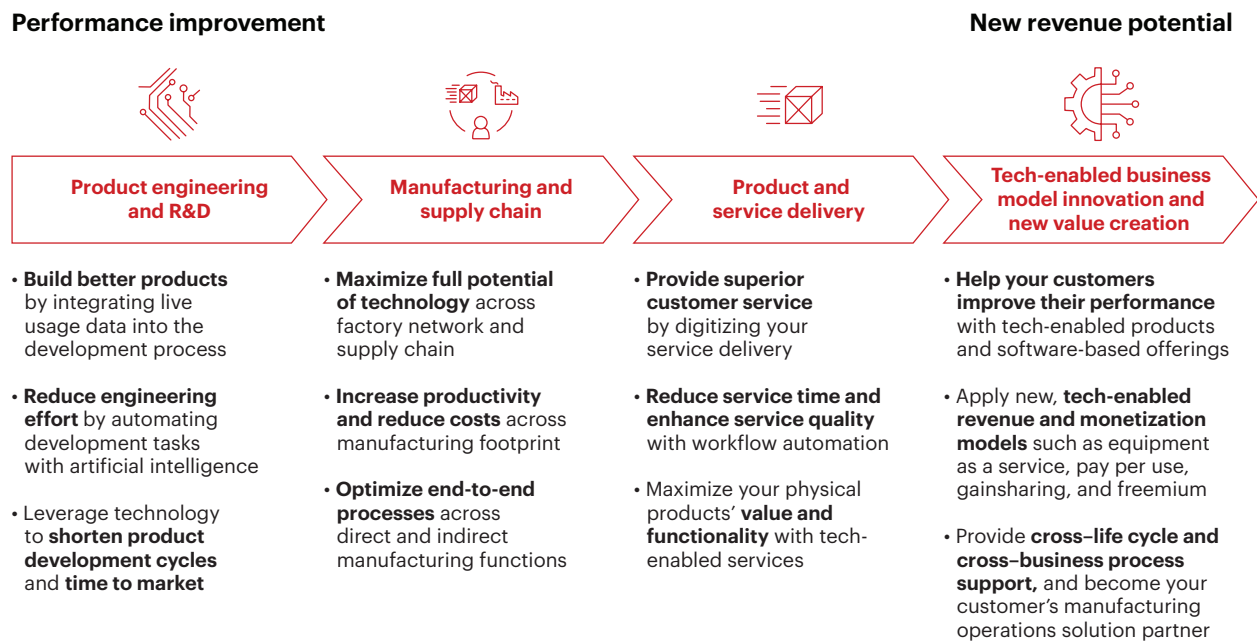 Performance improvement
New revenue potential
Product engineering
and R&D
Manufacturing and
supply chain
Product and
service delivery
Tech-enabled business
model innovation and
new value creation
• Build better products
by integrating live
usage data into the
development process
• Reduce engineering
effort by automating
development tasks
with artificial intelligence
• Leverage technology
to shorten product
development cycles
and time to market
• Maximize full potential
of technology across
factory network and
supply chain
• Increase productivity
and reduce costs across
manufacturing footprint
• Optimize end-to-end
processes across
direct and indirect
manufacturing functions
• Provide superior
customer service
by digitizing your
service delivery
• Reduce service time and
enhance service quality
with workflow automation
• Maximize your physical
products’ value and
functionality with tech-
enabled services
• Help your customers
improve their performance
with tech-enabled products
and software-based offerings
• Apply new, tech-enabled
revenue and monetization
models such as equipment
as a service, pay per use,
gainsharing, and freemium
• Provide cross–life cycle and
cross–business process
support, and become your
customer’s manufacturing
operations solution partner